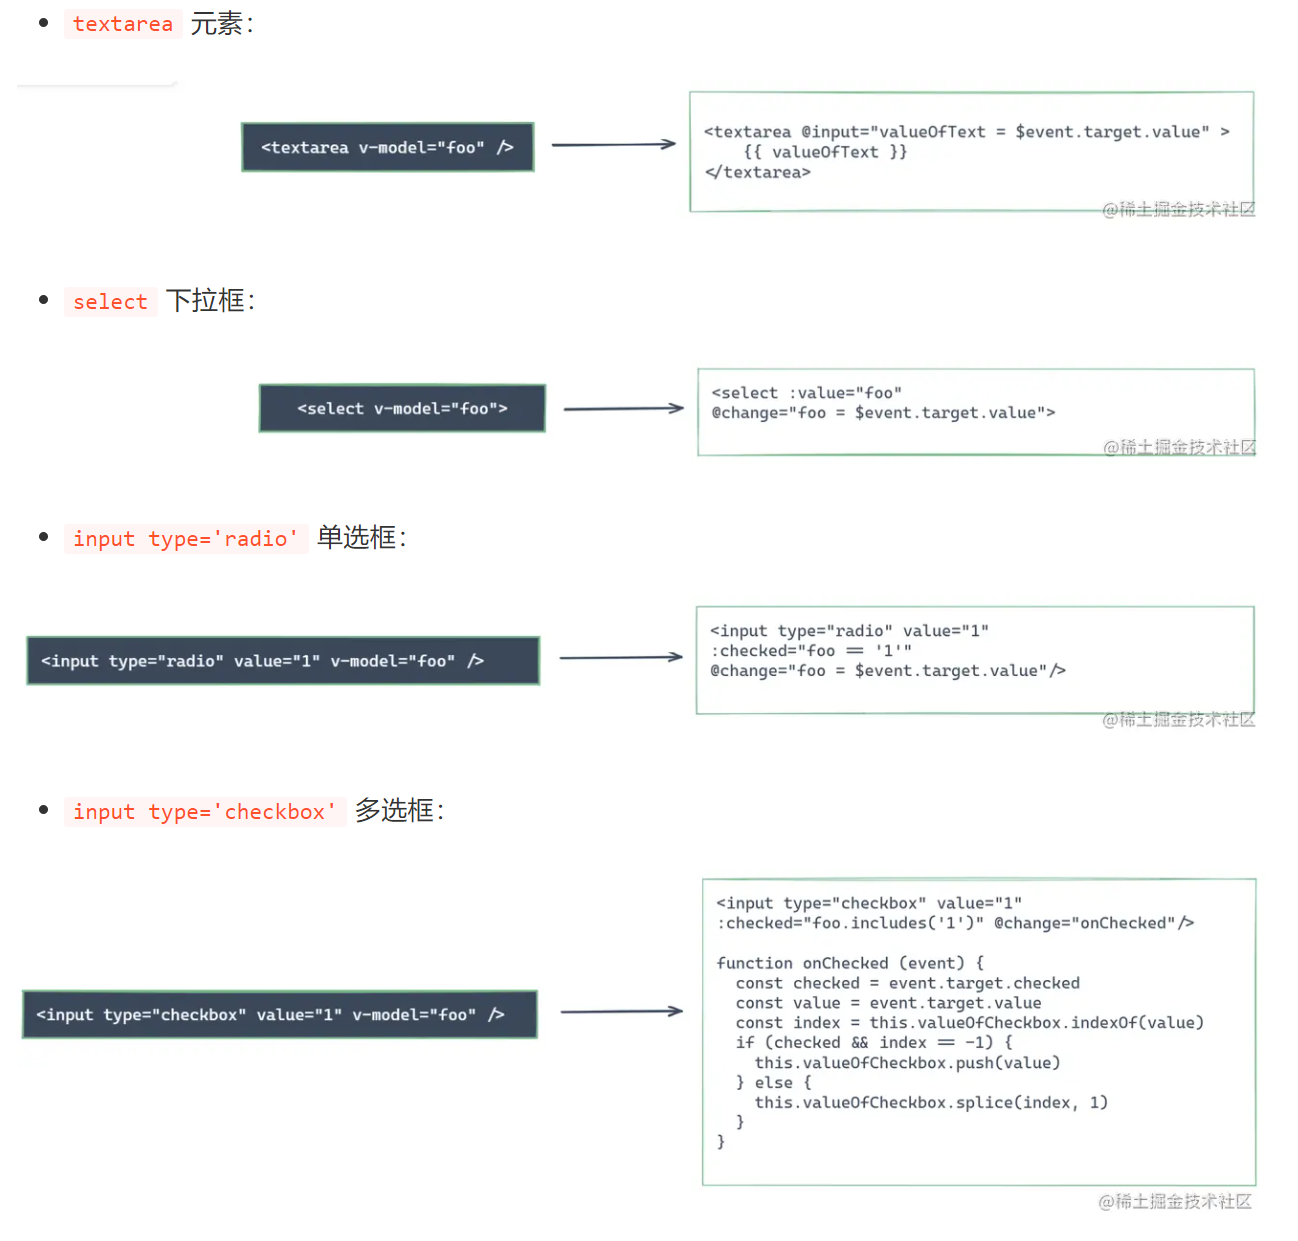 textarea 元素：
<textarea v-model="foo" />
<textarea @input="valueOfText = $event.target.value" >
{{ valueOfText }}
</textarea>
@稀土掘金技术社区
select 下拉框：
<select v-model="foo">
<select :value="foo"
@change="foo = $event.target.value">
@稀土掘金技术社区
input type='radio' 单选框：
<input type="radio" value="1" v-model="foo" />
<input type="radio" value="1"
:checked="foo == '1'"
@change="foo = $event.target.value"/>
@稀土掘金技术社区
input type='checkbox' 多选框：
<input type="checkbox" value="1" v-model="foo" />
<input type="checkbox" value="1"
:checked="foo.includes('1')" @change="onChecked"/>
function onChecked (event) {
const checked = event.target.checked
const value = event.target.value
const index = this.valueOfCheckbox.indexOf(value)
if (checked && index == -1) {
this.valueOfCheckbox.push(value)
} else {
this.valueOfCheckbox.splice(index, 1)
}
}
@稀土掘金技术社区